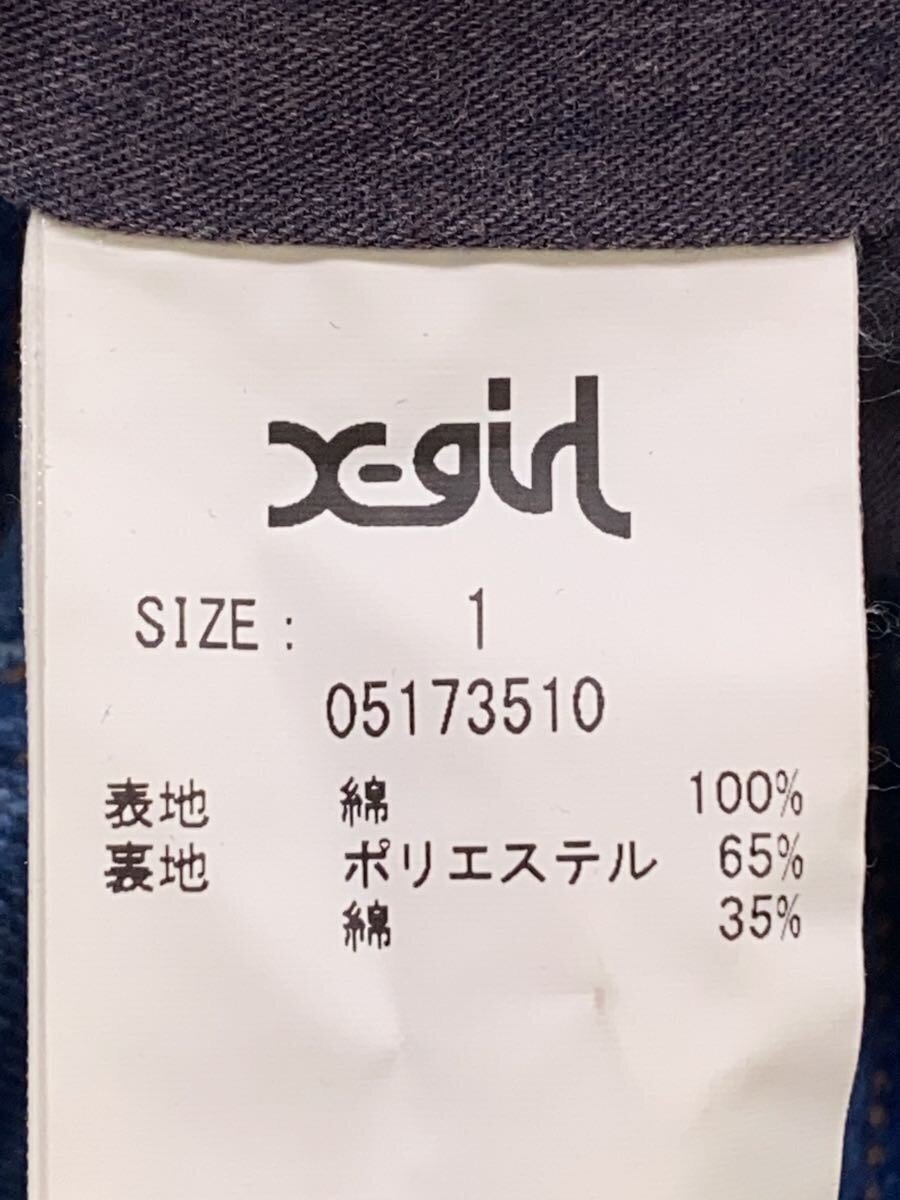 X-girl
SIZE : 1
05173510
表地 綿 100%
裏地 ポリエステル 65%
綿 35%